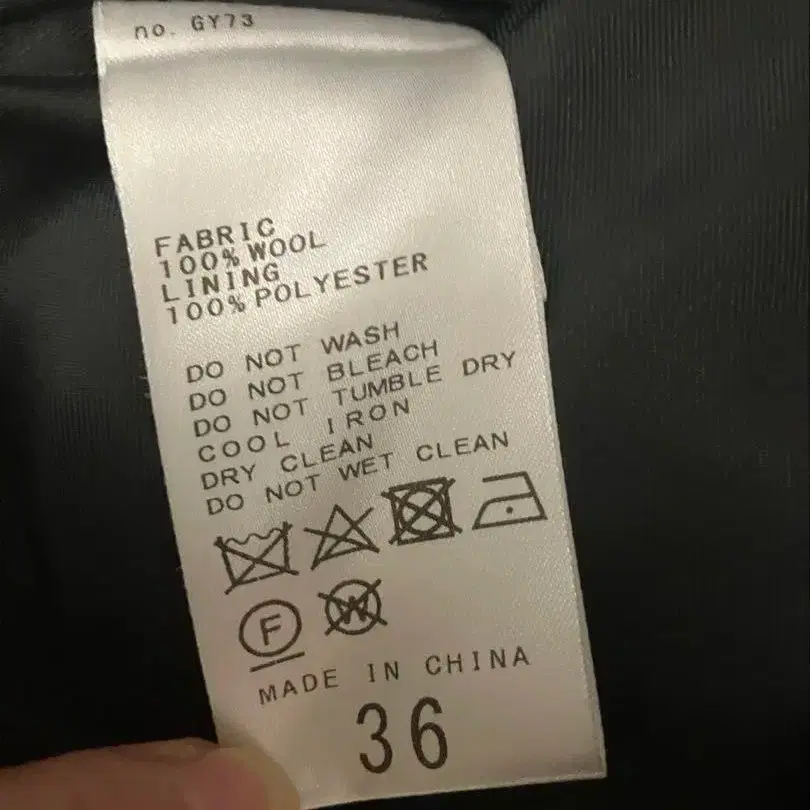 no. GY73
FABRIC
100% WOOL
LINING
100% POLYESTER
DO NOT WASH
DO NOT BLEACH
DO NOT TUMBLE DRY
COOL IRON
DRY CLEAN
DO NOT WET CLEAN
F W
MADE IN CHINA
36